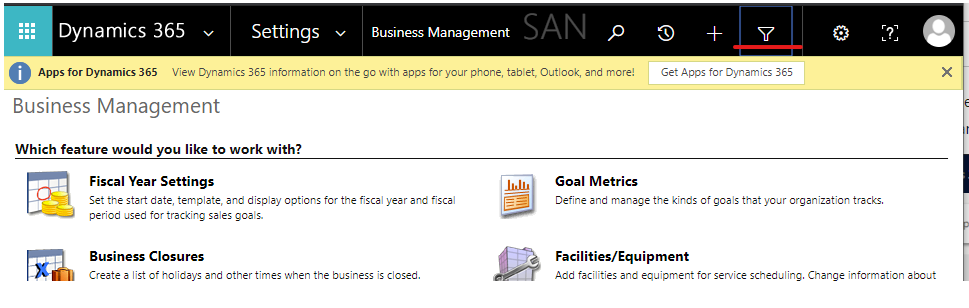 Dynamics 365
Settings
Business Management
SAN
Apps for Dynamics 365
View Dynamics 365 information on the go with apps for your phone, tablet, Outlook, and more!
Get Apps for Dynamics 365
Business Management
Which feature would you like to work with?
Fiscal Year Settings
Set the start date, template, and display options for the fiscal year and fiscal
period used for tracking sales goals.
Goal Metrics
Define and manage the kinds of goals that your organization tracks.
Business Closures
Create a list of holidays and other times when the business is closed.
Facilities/Equipment
Add facilities and equipment for service scheduling. Change information about